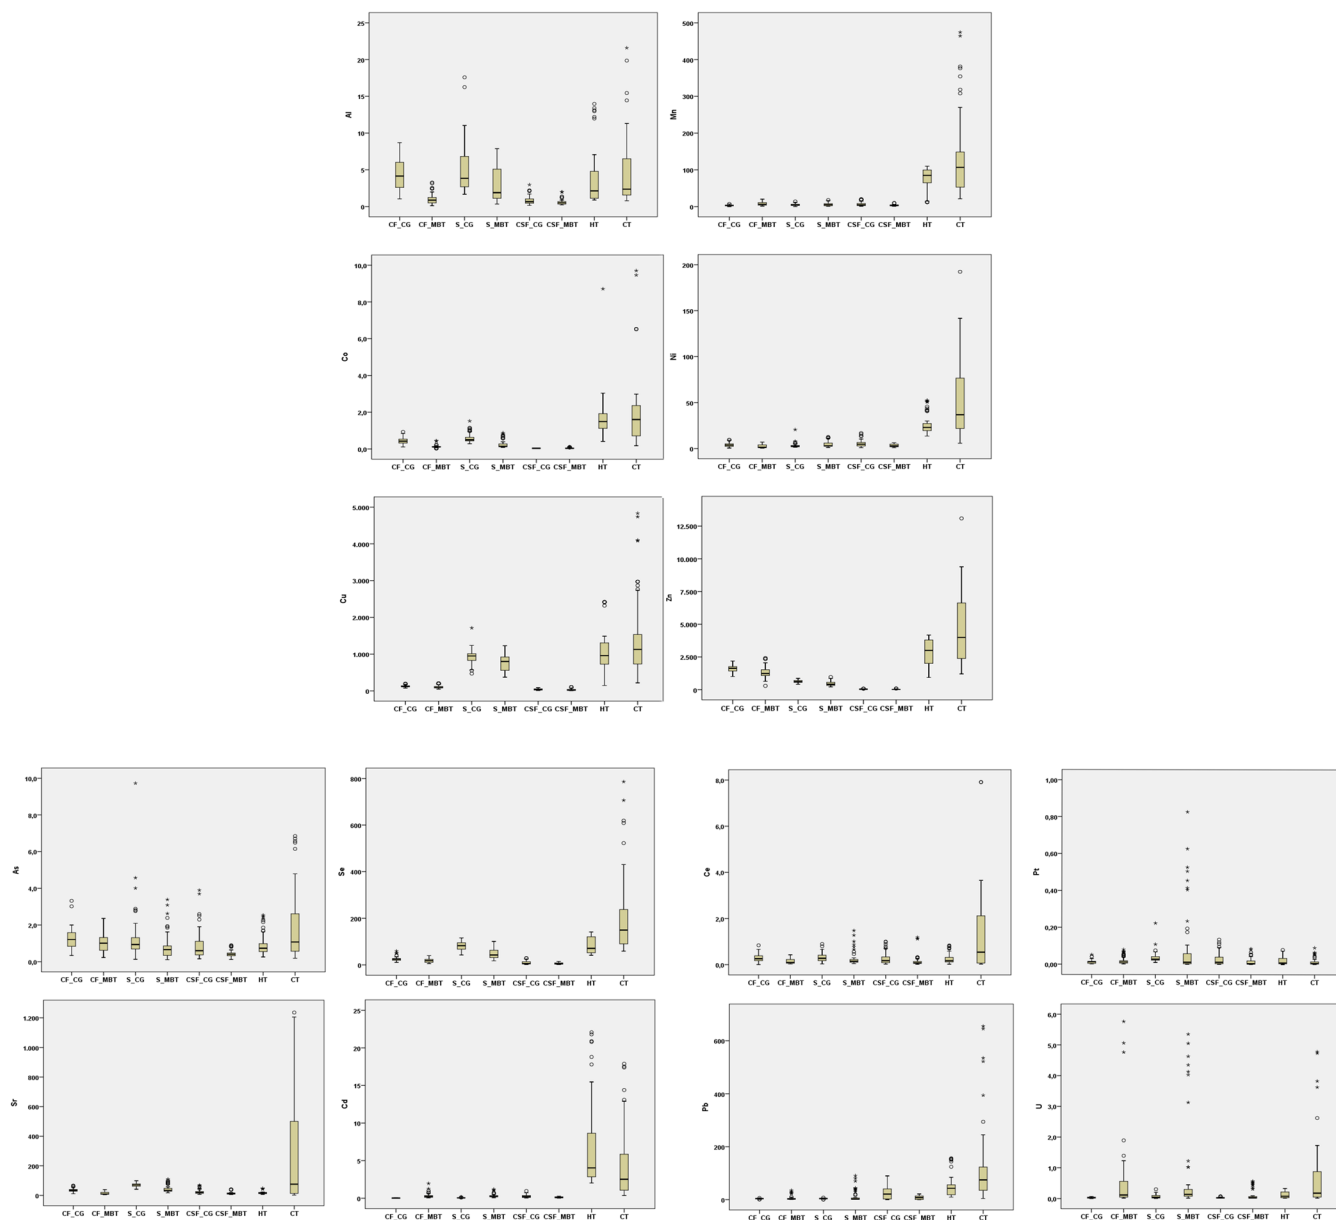 Al
25
20
15
10
5
0
CF_CG CF_MBT S_CG S_MBT CSF_CG CSF_MBT HT CT
Mn
500
400
300
200
100
0
CF_CG CF_MBT S_CG S_MBT CSF_CG CSF_MBT HT CT
Co
10,0
8,0
6,0
4,0
2,0
0,0
CF_CG CF_MBT S_CG S_MBT CSF_CG CSF_MBT HT CT
Ni
200
150
100
50
0
CF_CG CF_MBT S_CG S_MBT CSF_CG CSF_MBT HT CT
Cu
5.000
4.000
3.000
2.000
1.000
0
CF_CG CF_MBT S_CG S_MBT CSF_CG CSF_MBT HT CT
Zn
12.500
10.000
7.500
5.000
2.500
0
CF_CG CF_MBT S_CG S_MBT CSF_CG CSF_MBT HT CT
As
10,0
8,0
6,0
4,0
2,0
0,0
CF_CG CF_MBT S_CG S_MBT CSF_CG CSF_MBT HT CT
Se
800
600
400
200
0
CF_CG CF_MBT S_CG S_MBT CSF_CG CSF_MBT HT CT
Ce
8,0
6,0
4,0
2,0
0,0
CF_CG CF_MBT S_CG S_MBT CSF_CG CSF_MBT HT CT
Pt
1,00
0,80
0,60
0,40
0,20
0,00
CF_CG CF_MBT S_CG S_MBT CSF_CG CSF_MBT HT CT
Sr
1.200
1.000
800
600
400
200
0
CF_CG CF_MBT S_CG S_MBT CSF_CG CSF_MBT HT CT
Cd
25
20
15
10
5
0
CF_CG CF_MBT S_CG S_MBT CSF_CG CSF_MBT HT CT
Pb
600
400
200
0
CF_CG CF_MBT S_CG S_MBT CSF_CG CSF_MBT HT CT
U
6,0
5,0
4,0
3,0
2,0
1,0
0,0
CF_CG CF_MBT S_CG S_MBT CSF_CG CSF_MBT HT CT